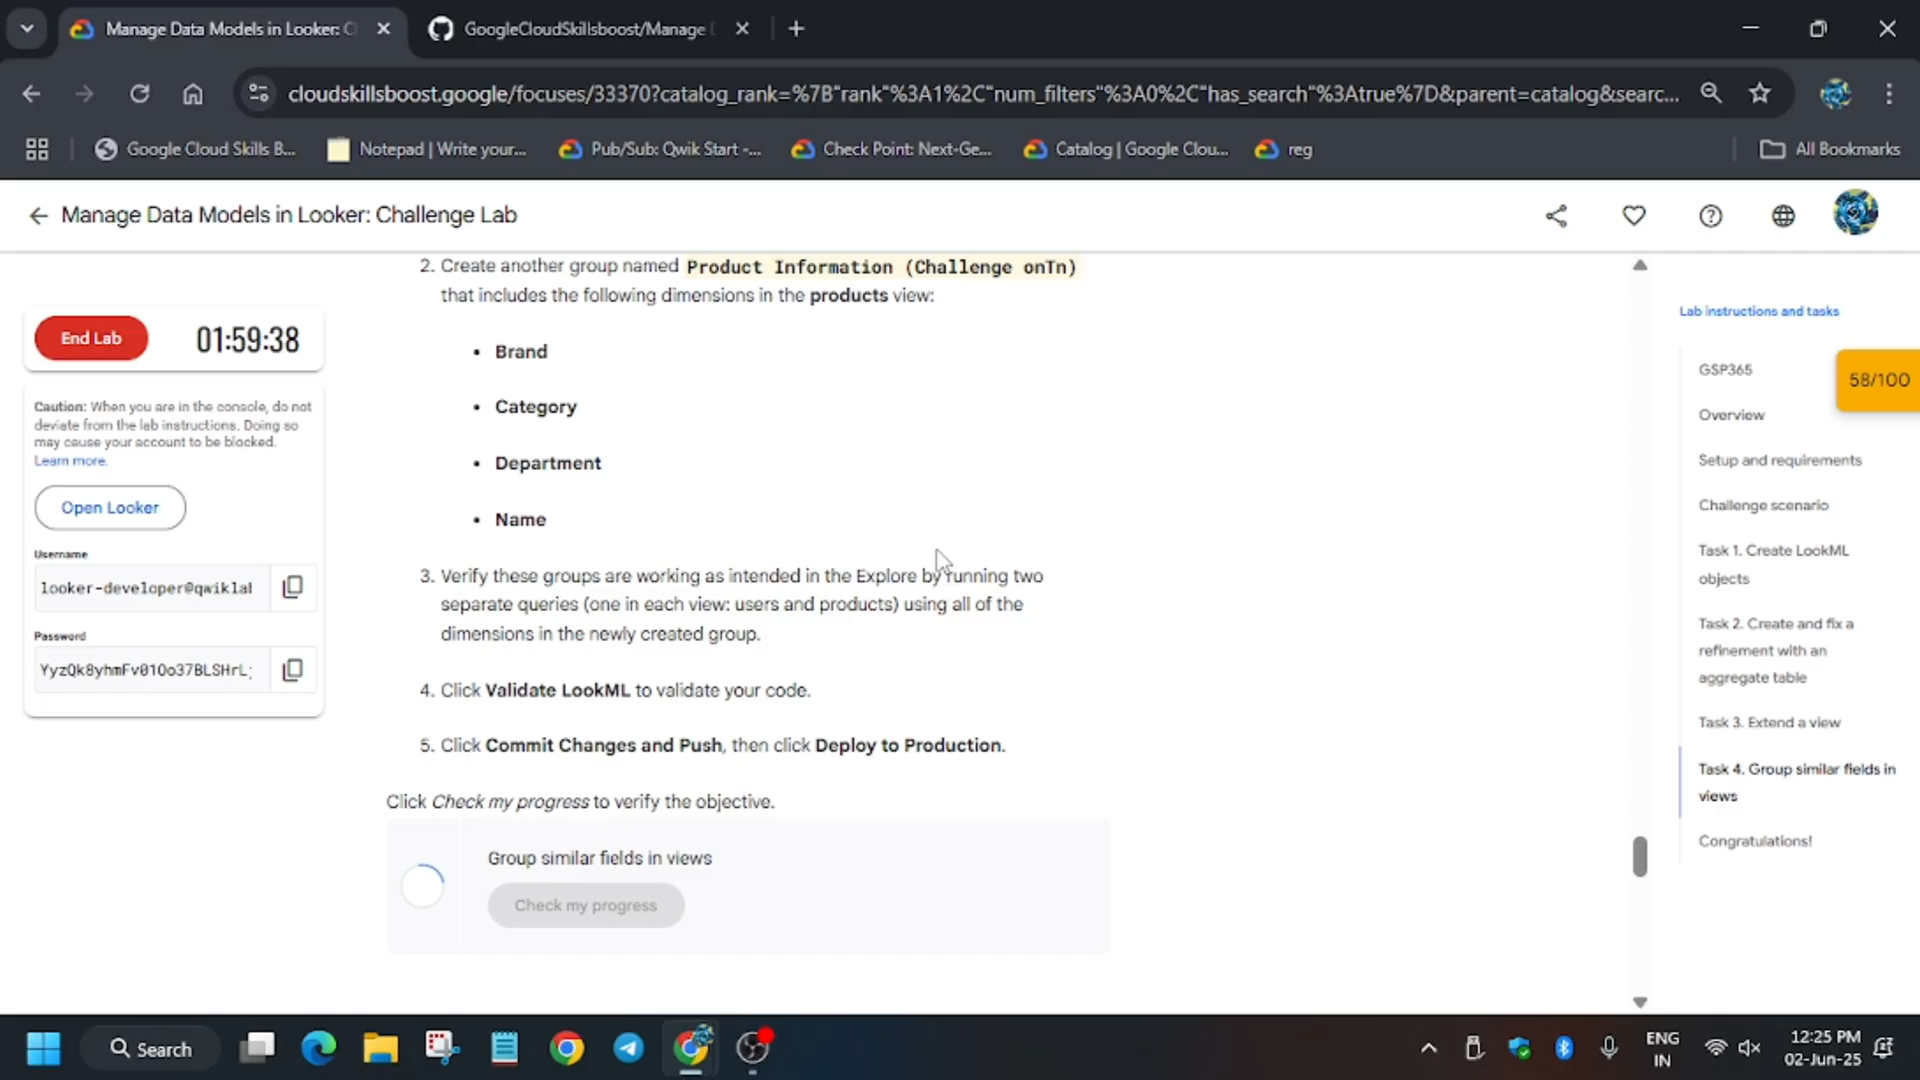 Manage Data Models in Looker: C
GoogleCloudSkillsboost/Manage
cloudskillsboost.google/focuses/33370?catalog_rank=%7B"rank"%3A1%2C"num_filters"%3A0%2C"has_search"%3Atrue%7D&parent=catalog&searc...
Google Cloud Skills B...
Notepad | Write your...
Pub/Sub: Qwik Start -...
Check Point: Next-Ge...
Catalog | Google Clou...
reg
All Bookmarks
Manage Data Models in Looker: Challenge Lab
End Lab
01:59:38
Caution: When you are in the console, do not
deviate from the lab instructions. Doing so
may cause your account to be blocked.
Learn more.
Open Looker
Username
looker-developer@qwiklab
Password
YyzQk8yhmFv01Oo37BLSHrL;
2. Create another group named Product Information (Challenge onTn)
that includes the following dimensions in the products view:
• Brand
• Category
• Department
• Name
3. Verify these groups are working as intended in the Explore by running two
separate queries (one in each view: users and products) using all of the
dimensions in the newly created group.
4. Click Validate LookML to validate your code.
5. Click Commit Changes and Push, then click Deploy to Production.
Click Check my progress to verify the objective.
Group similar fields in views
Check my progress
Lab instructions and tasks
GSP365
58/100
Overview
Setup and requirements
Challenge scenario
Task 1. Create LookML
objects
Task 2. Create and fix a
refinement with an
aggregate table
Task 3. Extend a view
Task 4. Group similar fields in
views
Congratulations!
Search
ENG
IN
12:25 PM
02-Jun-25